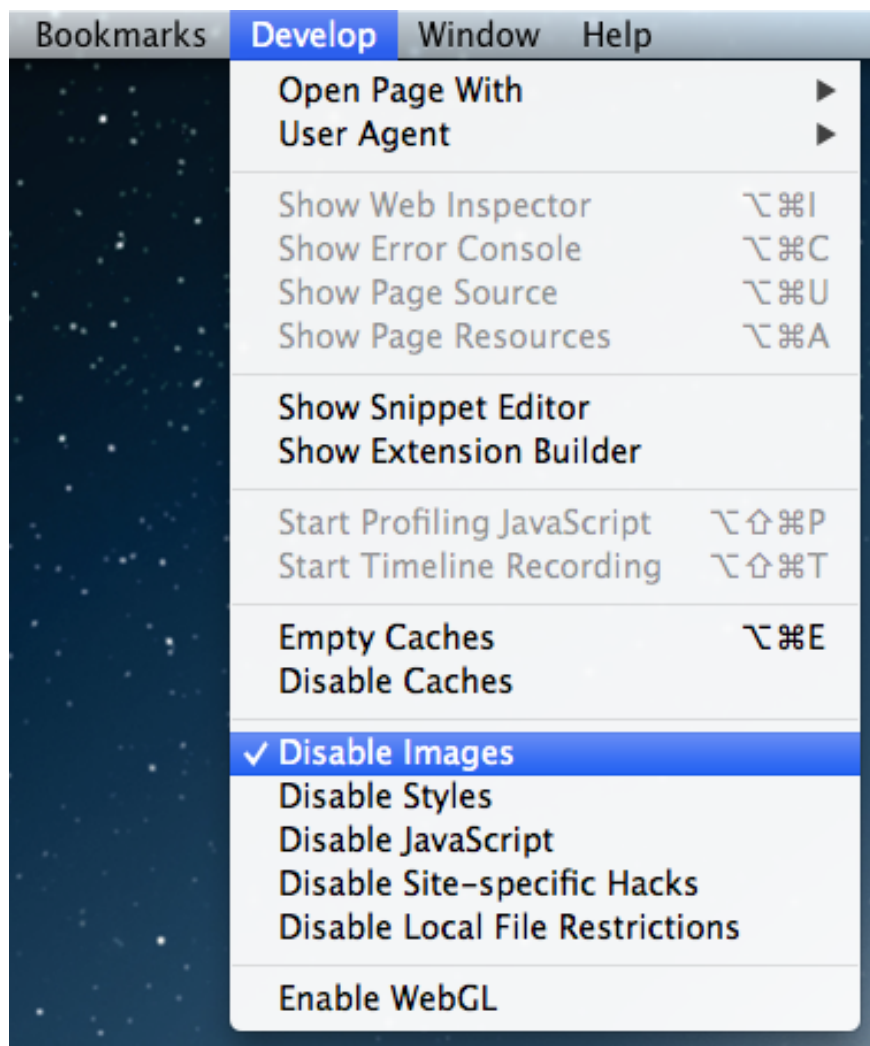 Bookmarks Develop Window Help
Open Page With ▶
User Agent ▶
Show Web Inspector ⌥⌘I
Show Error Console ⌥⌘C
Show Page Source ⌥⌘U
Show Page Resources ⌥⌘A
Show Snippet Editor
Show Extension Builder
Start Profiling JavaScript ⌥⇧⌘P
Start Timeline Recording ⌥⇧⌘T
Empty Caches ⌥⌘E
Disable Caches
✓ Disable Images
Disable Styles
Disable JavaScript
Disable Site-specific Hacks
Disable Local File Restrictions
Enable WebGL